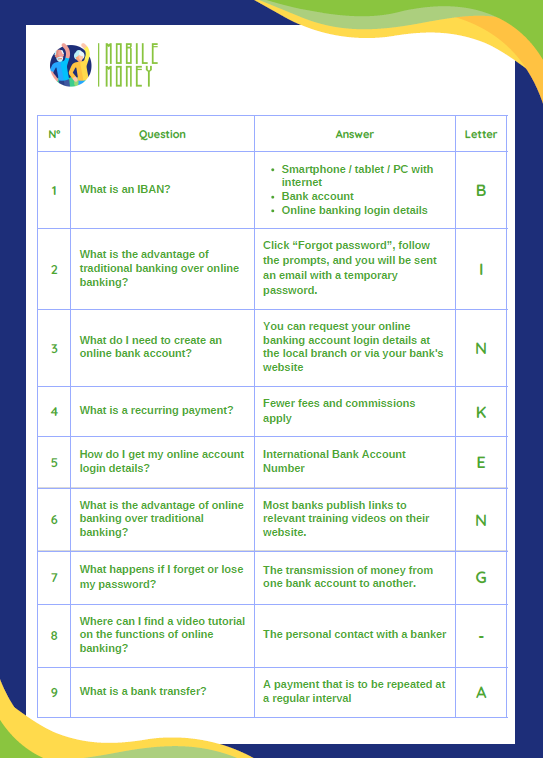 MOBILE
MONEY
N° Question Answer Letter
1 What is an IBAN?
• Smartphone / tablet / PC with
internet
• Bank account
• Online banking login details
B
2
What is the advantage of
traditional banking over online
banking?
Click “Forgot password”, follow
the prompts, and you will be sent
an email with a temporary
password.
I
3
What do I need to create an
online bank account?
You can request your online
banking account login details at
the local branch or via your bank's
website
N
4
What is a recurring payment?
Fewer fees and commissions
apply
K
5
How do I get my online account
login details?
International Bank Account
Number
E
6
What is the advantage of online
banking over traditional
banking?
Most banks publish links to
relevant training videos on their
website.
N
7
What happens if I forget or lose
my password?
The transmission of money from
one bank account to another.
G
8
Where can I find a video tutorial
on the functions of online
banking?
The personal contact with a banker
-
9
What is a bank transfer?
A payment that is to be repeated at
a regular interval
A